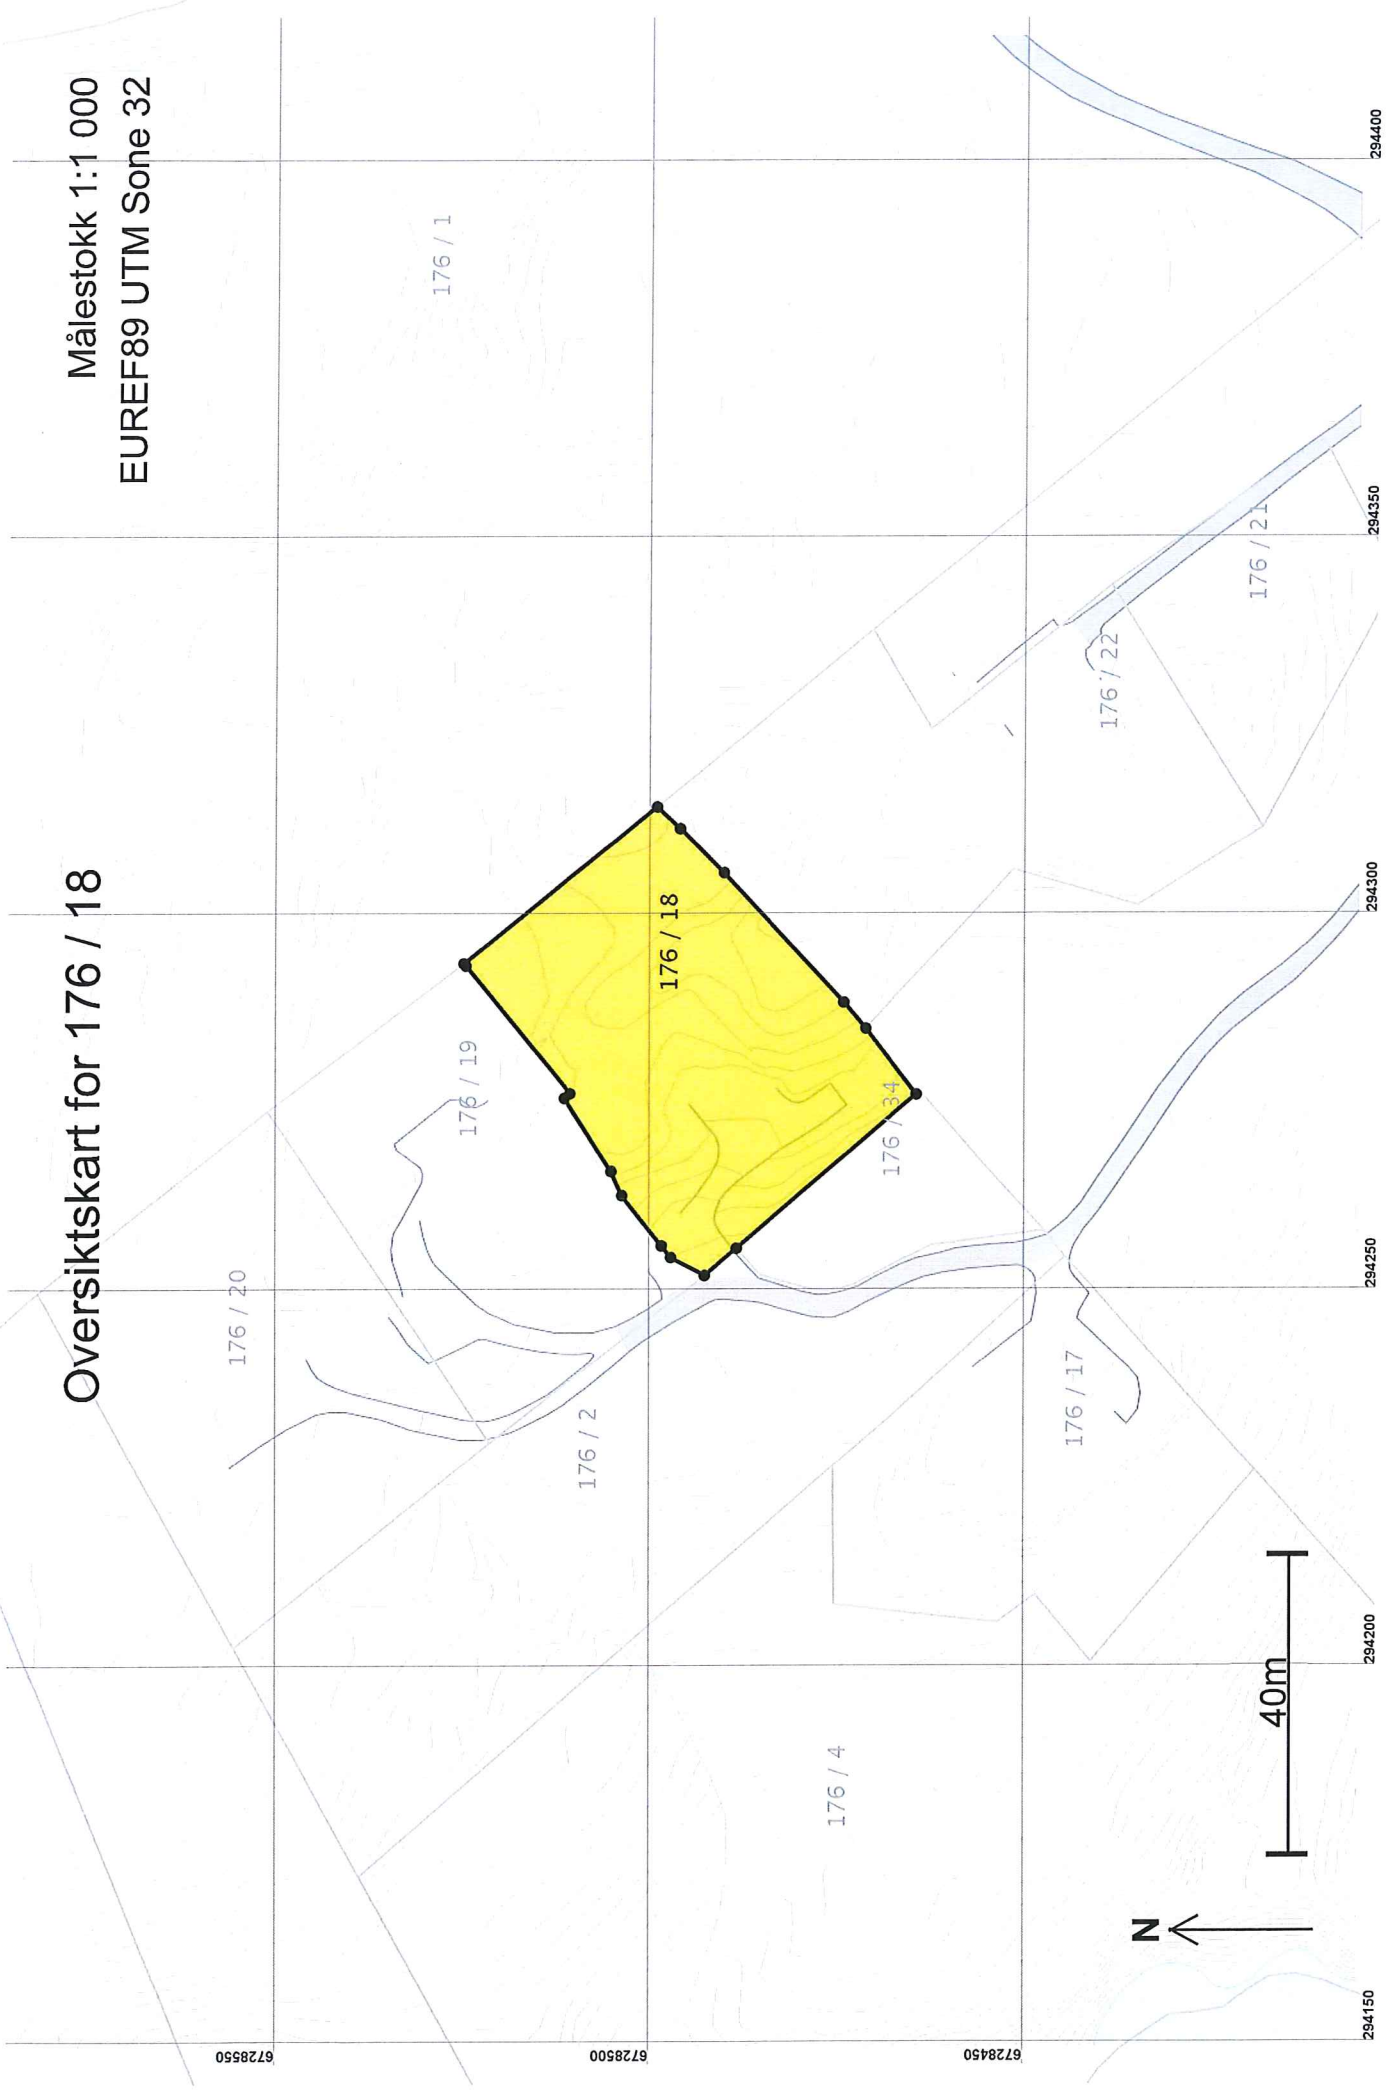 Oversiktskart for 176 / 18
Målestokk 1:1 000
EUREF89 UTM Sone 32
176 / 20
176 / 19
176 / 1
176 / 2
176 / 18
176 / 34
176 / 4
176 / 17
176 / 22
176 / 21
N
40m
6728550
6728500
6728450
294150
294200
294250
294300
294350
294400